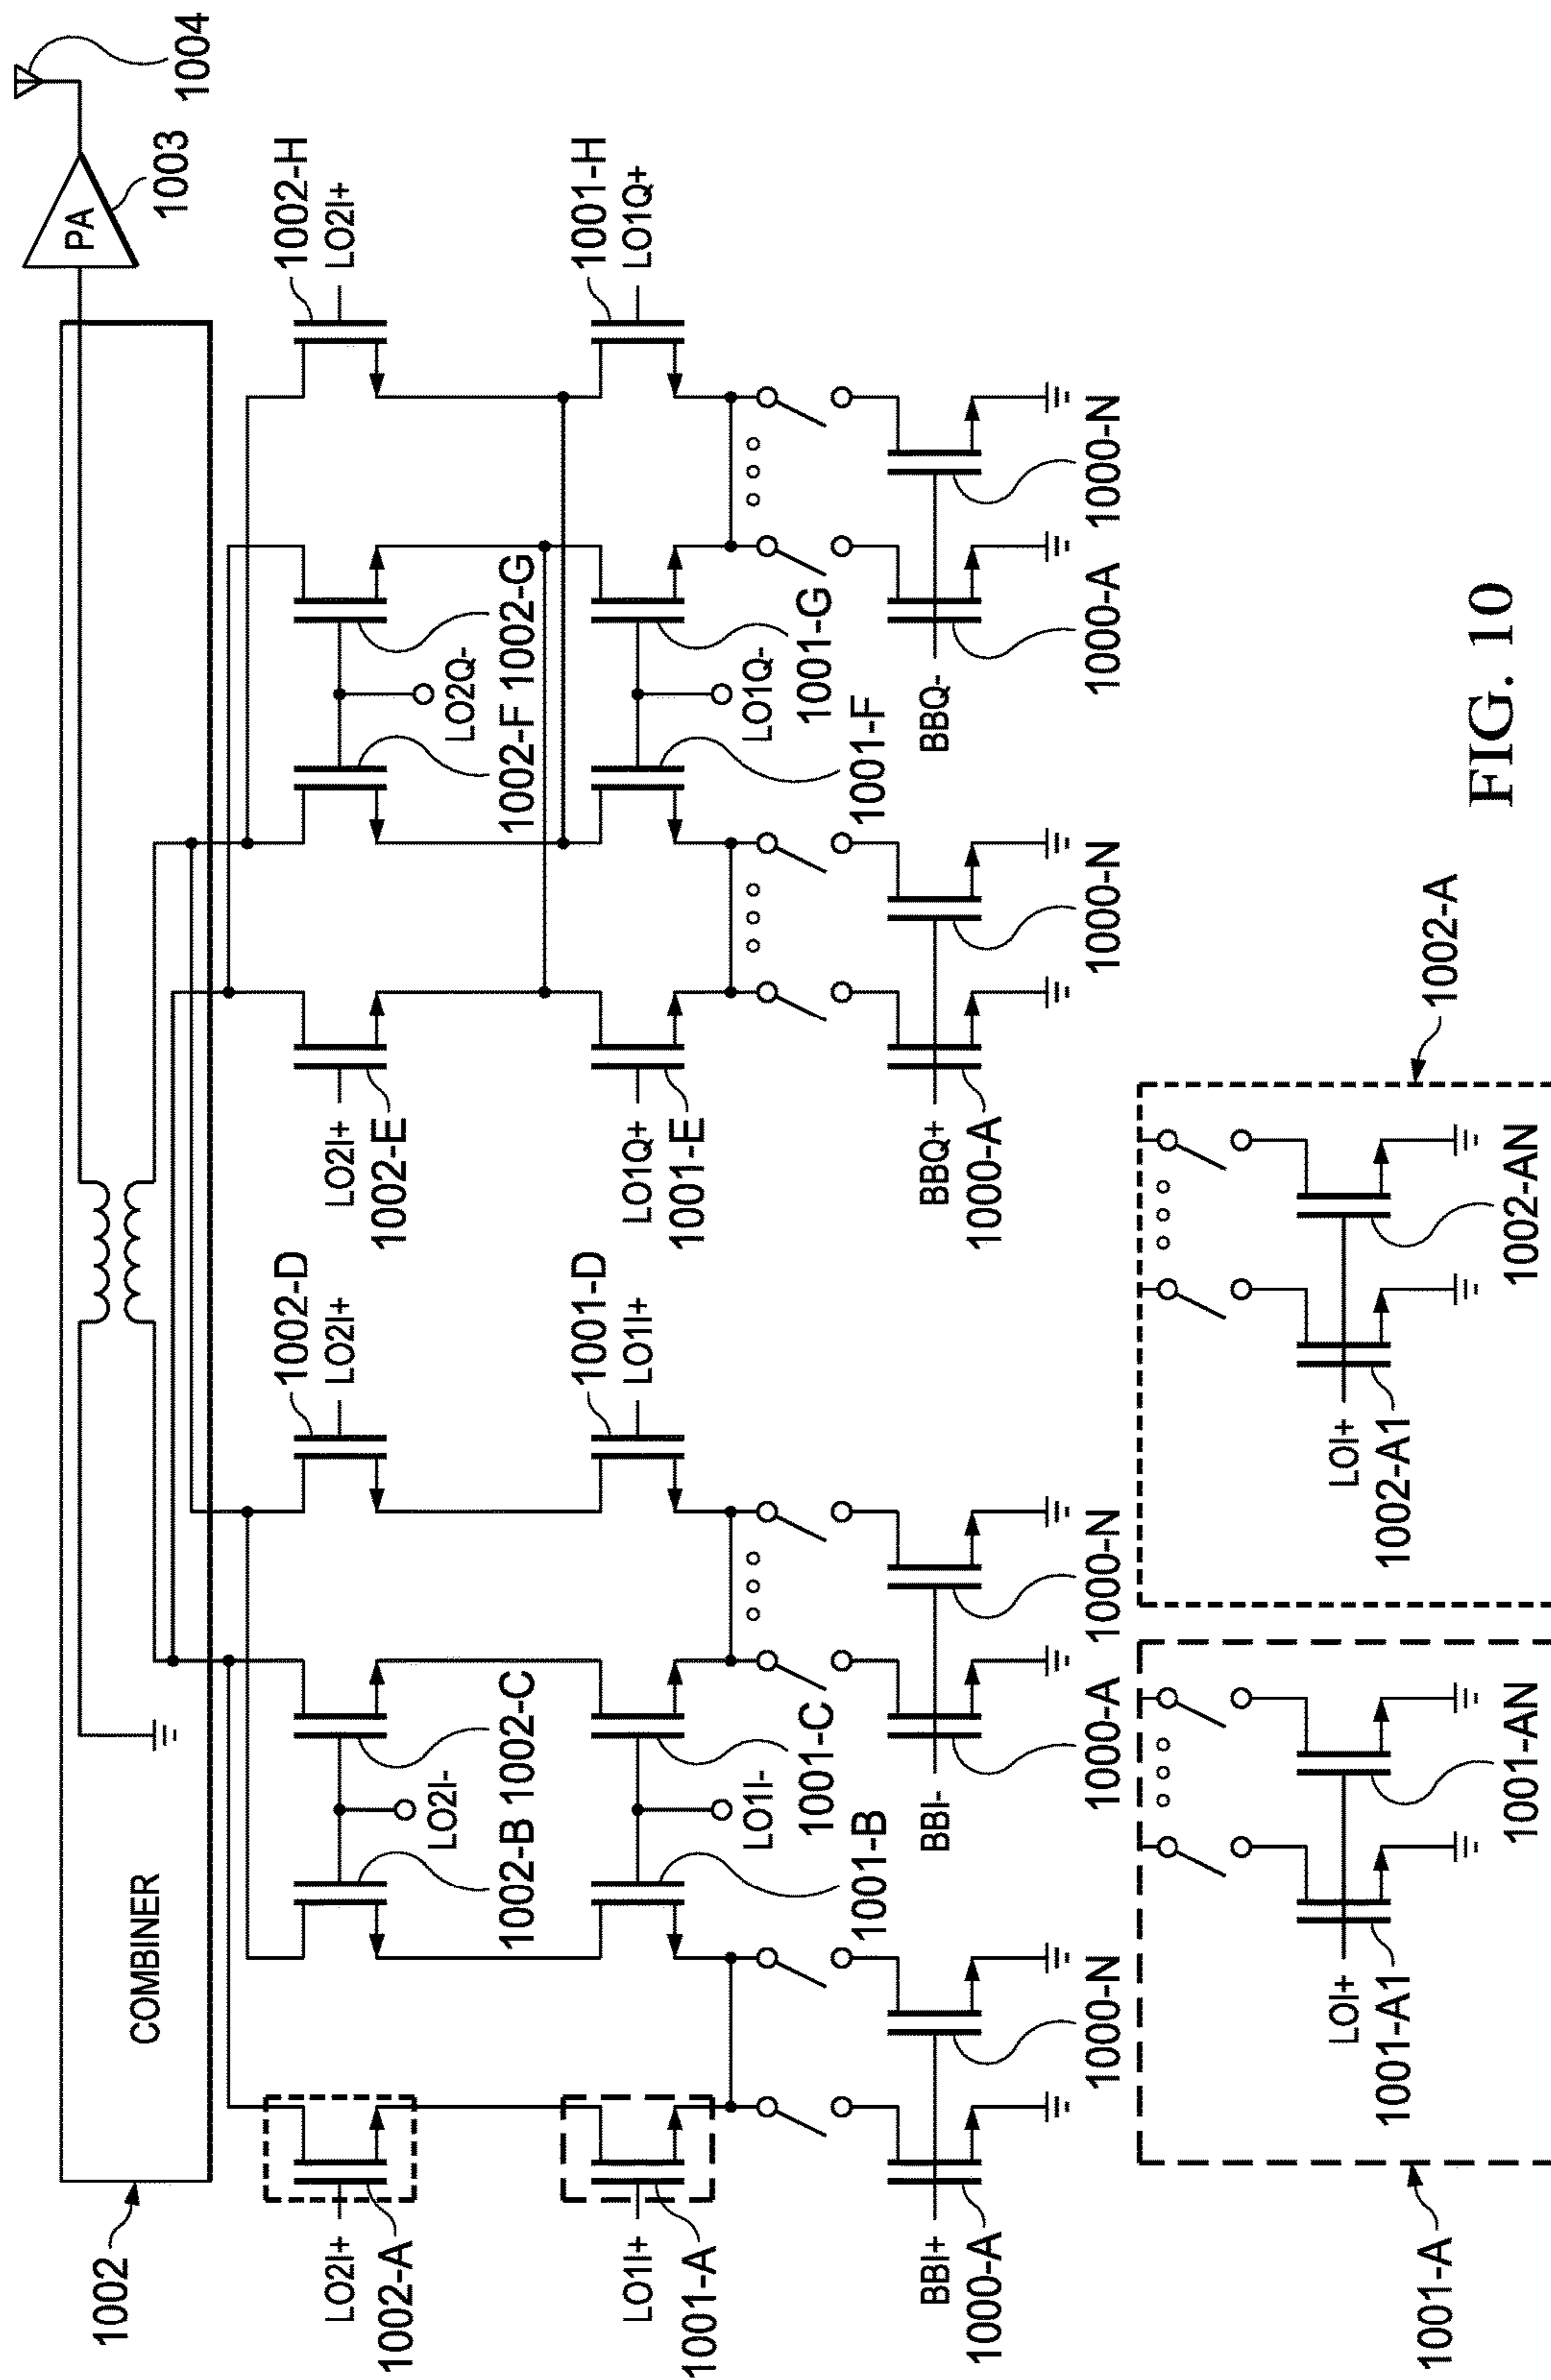 1002
COMBINER
PA
1003
1004
LO2I+
1002-A
1002-B 1002-C
LO2I-
1002-D
LO2I+
LO2I+
1002-E
1002-F 1002-G
LO2Q-
1002-H
LO2I+
LO1I+
1001-A
1001-B
LO1I-
1001-C
1001-D
LO1I+
LO1Q+
1001-E
1001-F
LO1Q-
1001-G
1001-H
LO1Q+
BBI+
1000-A
1000-N
BBI-
1000-A
1000-N
BBQ+
1000-A
1000-N
BBQ-
1000-A
1000-N
1001-A
LOI+
1001-A1
1001-AN
LOI+
1002-A1
1002-AN
1002-A
FIG. 10